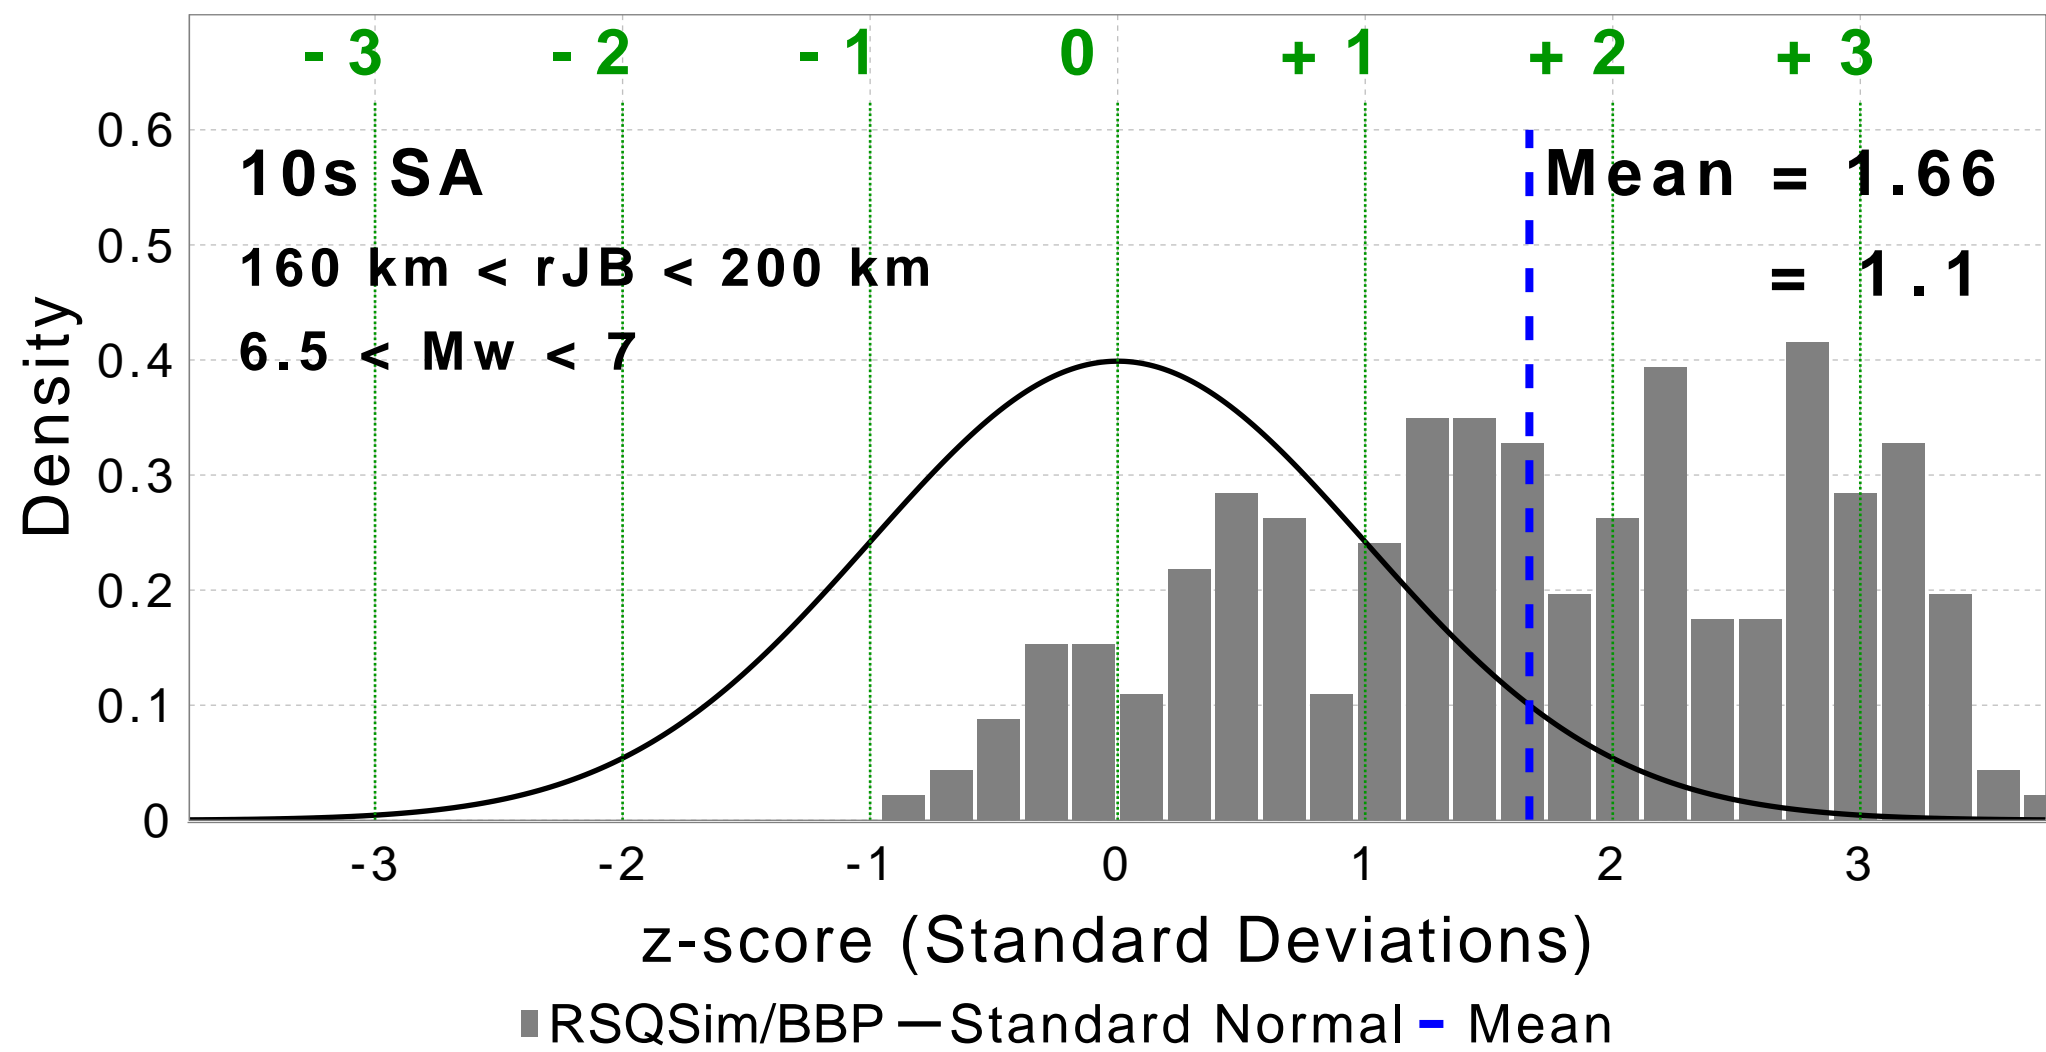 - 3 - 2 - 1 0 + 1 + 2 + 3
0.6
0.5
0.4
0.3
0.2
0.1
0
Density
10s SA
160 km < rJB < 200 km
6.5 < Mw < 7
Mean = 1.66
= 1.1
-3 -2 -1 0 1 2 3
z-score (Standard Deviations)
RSQSim/BBP Standard Normal Mean